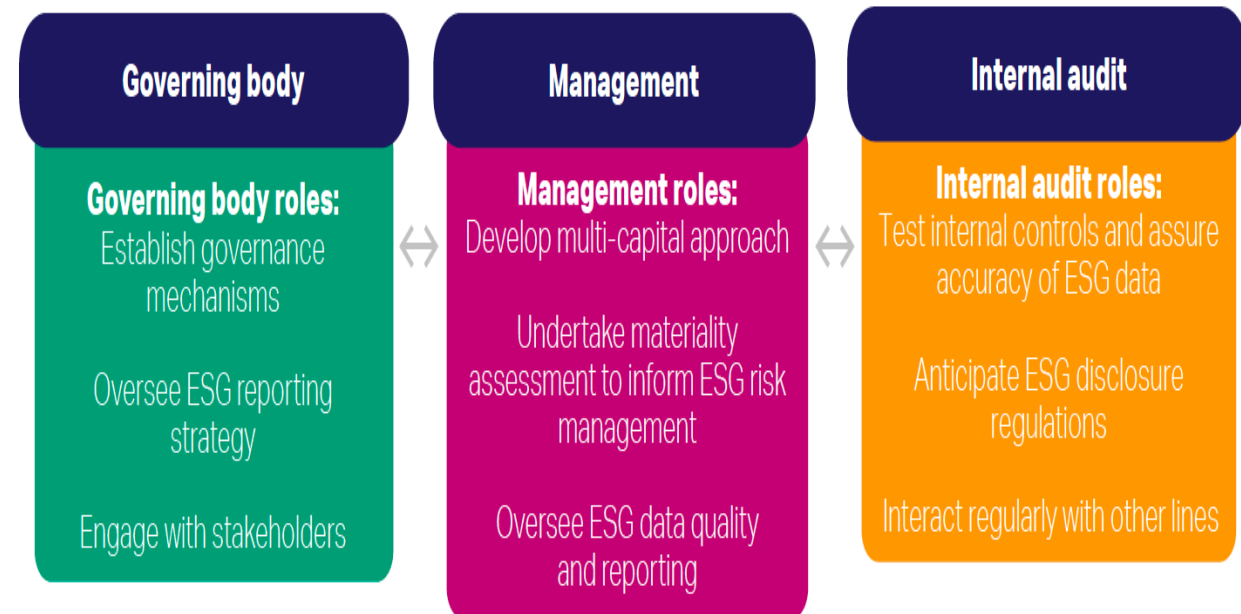 Governing body
Governing body roles:
Establish governance
mechanisms
Oversee ESG reporting
strategy
Engage with stakeholders
Management
Management roles:
Develop multi-capital approach
Undertake materiality
assessment to inform ESG risk
management
Oversee ESG data quality
and reporting
Internal audit
Internal audit roles:
Test internal controls and assure
accuracy of ESG data
Anticipate ESG disclosure
regulations
Interact regularly with other lines